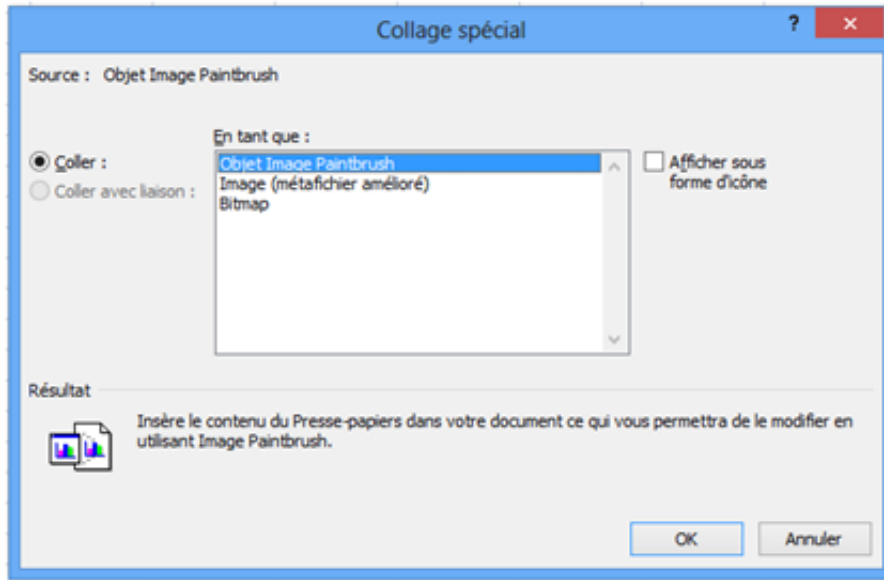 Collage spécial
?
Source : Objet Image Paintbrush
En tant que :
Coller :
Coller avec liaison :
Objet Image Paintbrush
Image (métafichier amélioré)
Bitmap
Afficher sous
forme d'icône
Résultat
Insère le contenu du Presse-papiers dans votre document ce qui vous permettra de le modifier en
utilisant Image Paintbrush.
OK
Annuler